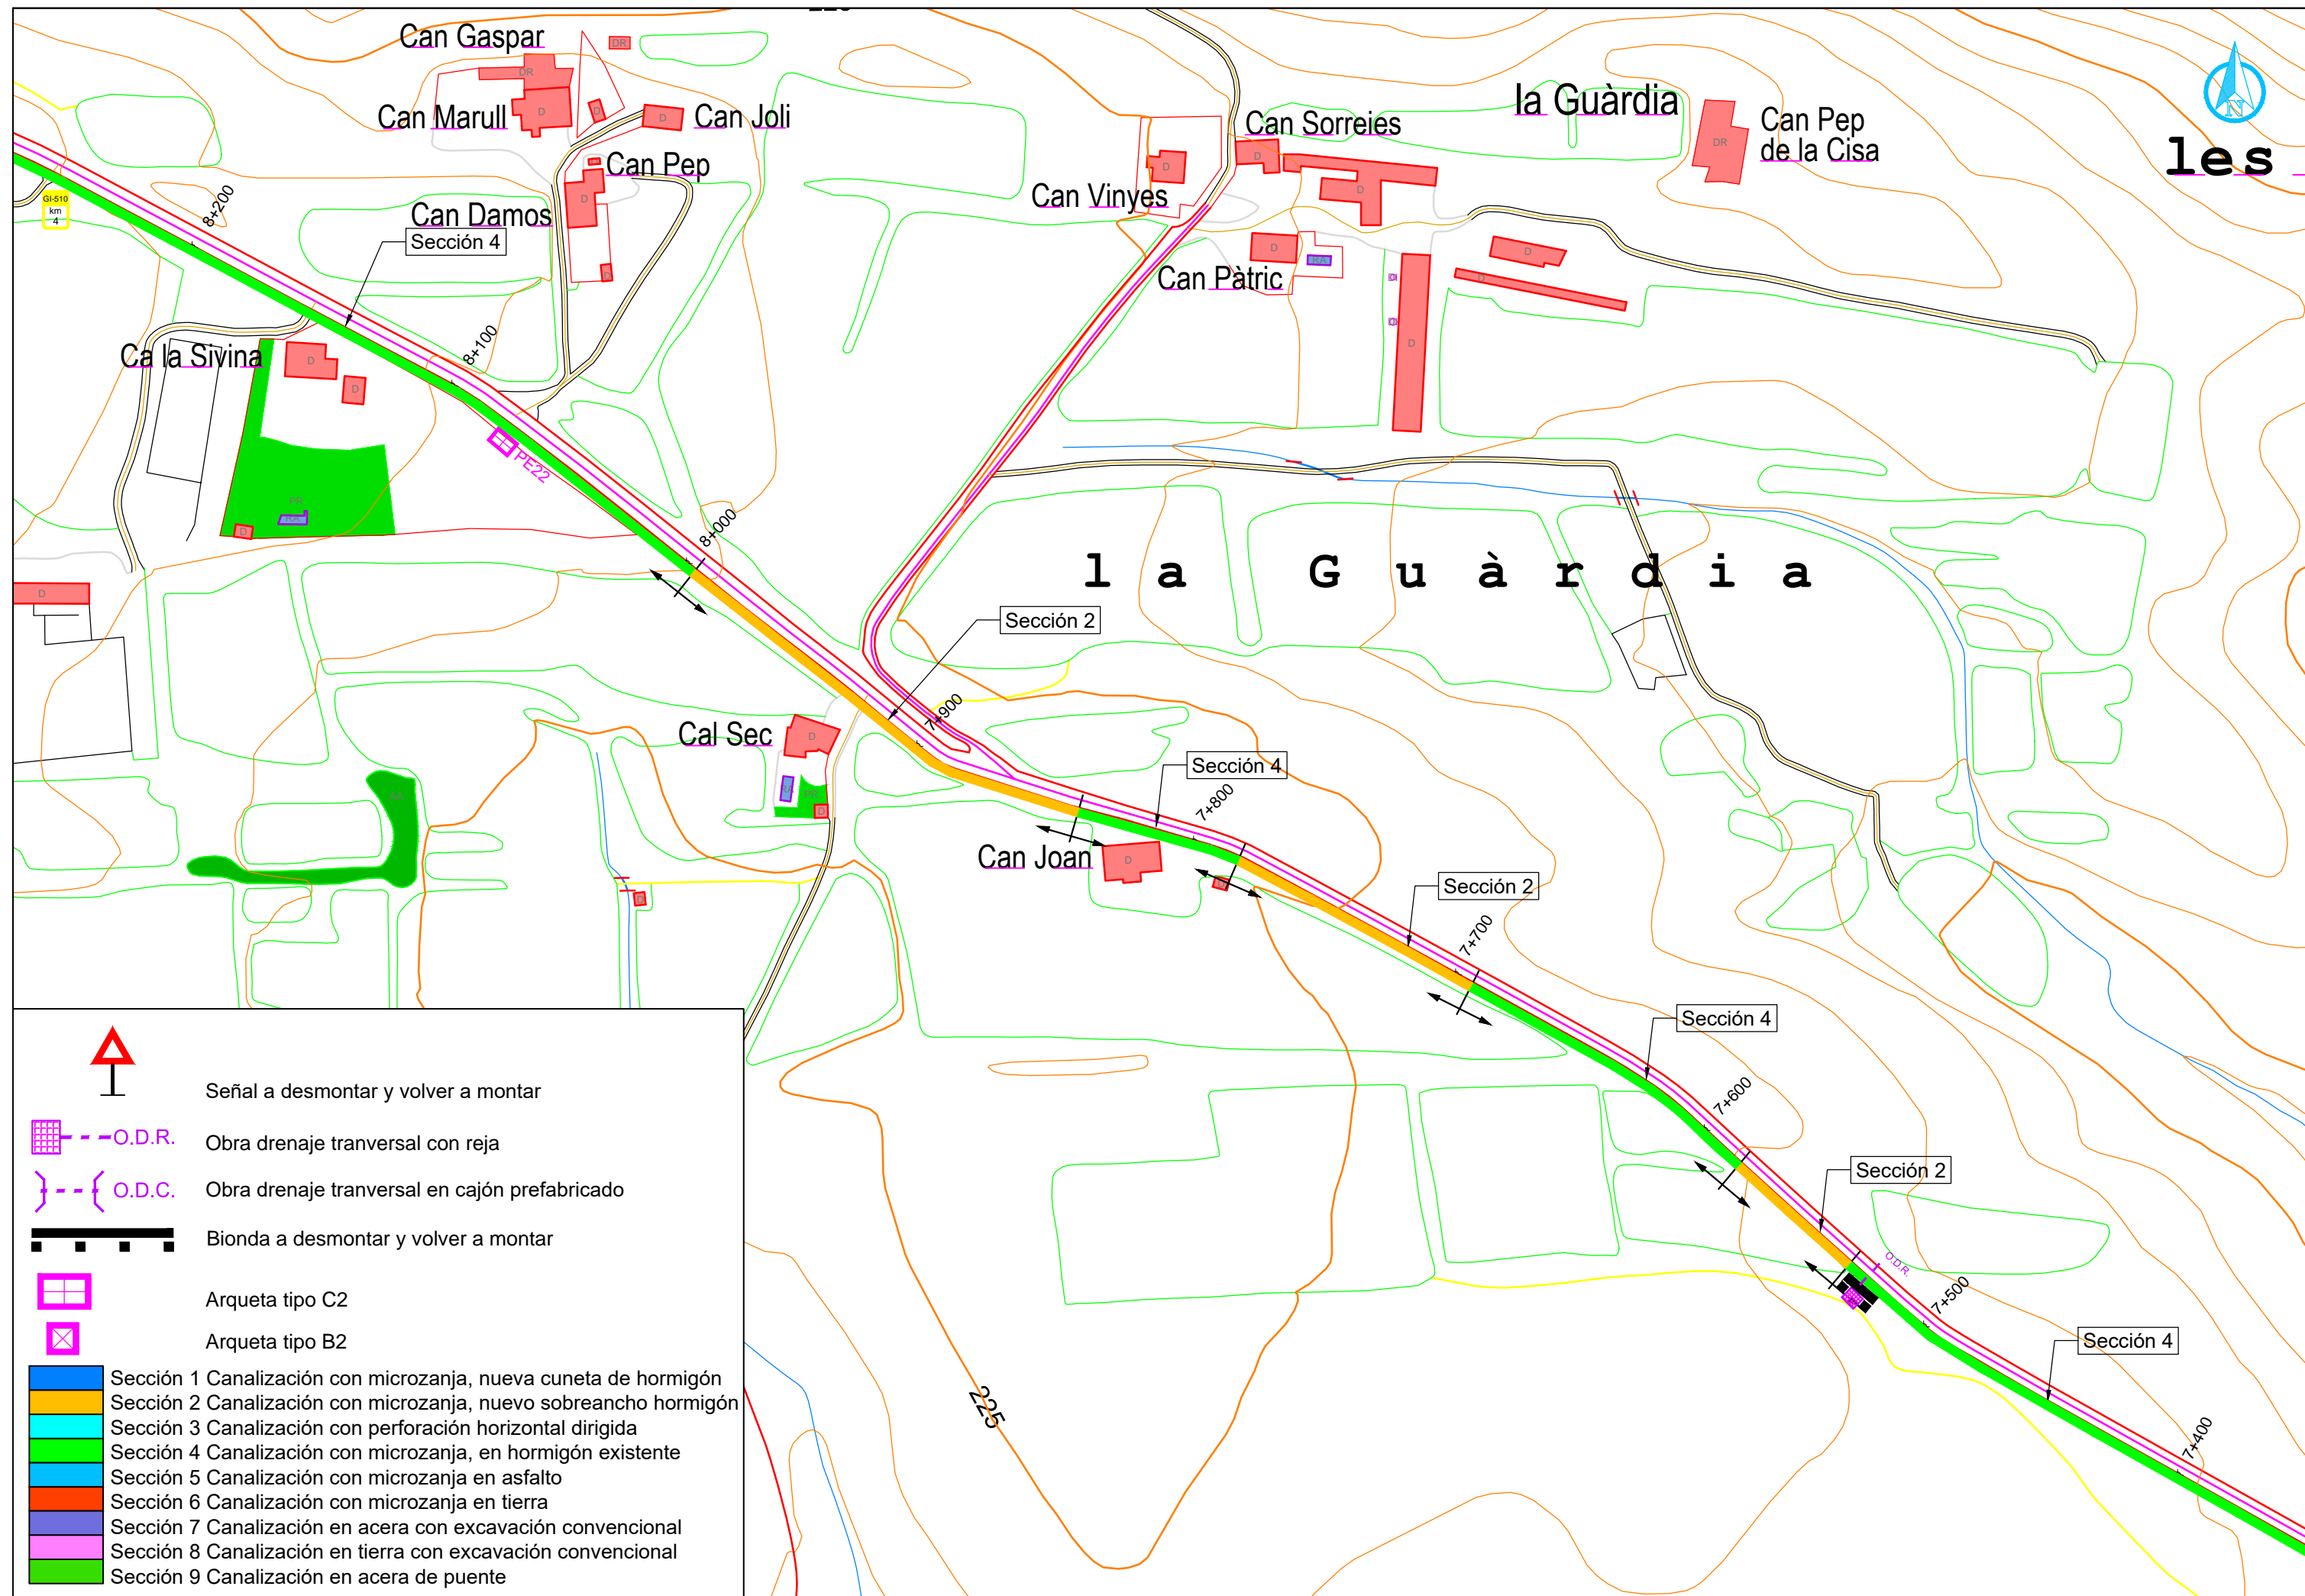 Can Gaspar
DR
DR
la Guàrdia
Can Marull
D
D
D
Can Joli
Can Sorreies
Can Pep
de la Cisa
DR
N
les
Can Pep
D
D
D
Can Vinyes
D
GI-510
km
4
8+200
Can Damos
Sección 4
D
D
Can Pàtric
RA
D
D
D
8+100
Ca la Sivina
D
D
PE22
RA
D
8+000
D
l a G u à r d i a
Sección 2
7+900
Cal Sec
D
Sección 4
7+800
D
Can Joan
D
Sección 2
7+700
Sección 4
7+600
Sección 2
O.D.R.
7+500
Sección 4
7+400
225
Señal a desmontar y volver a montar
O.D.R.
Obra drenaje tranversal con reja
O.D.C.
Obra drenaje tranversal en cajón prefabricado
Bionda a desmontar y volver a montar
Arqueta tipo C2
Arqueta tipo B2
Sección 1 Canalización con microzanja, nueva cuneta de hormigón
Sección 2 Canalización con microzanja, nuevo sobreancho hormigón
Sección 3 Canalización con perforación horizontal dirigida
Sección 4 Canalización con microzanja, en hormigón existente
Sección 5 Canalización con microzanja en asfalto
Sección 6 Canalización con microzanja en tierra
Sección 7 Canalización en acera con excavación convencional
Sección 8 Canalización en tierra con excavación convencional
Sección 9 Canalización en acera de puente